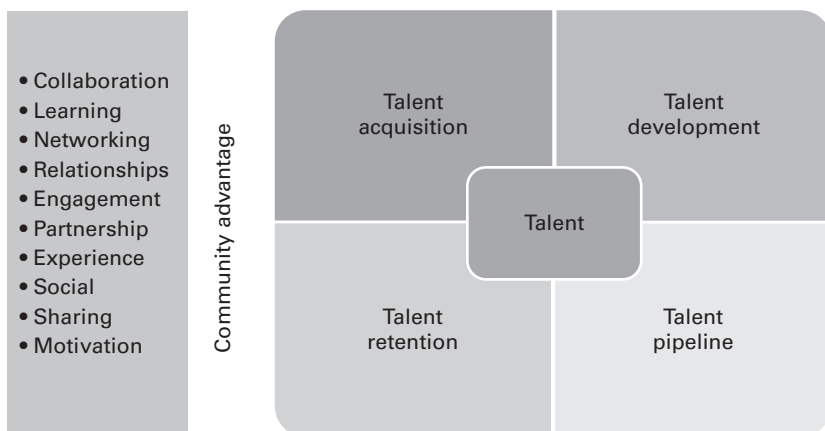 • Collaboration
• Learning
• Networking
• Relationships
• Engagement
• Partnership
• Experience
• Social
• Sharing
• Motivation
Community advantage
Talent
acquisition
Talent
development
Talent
Talent
retention
Talent
pipeline